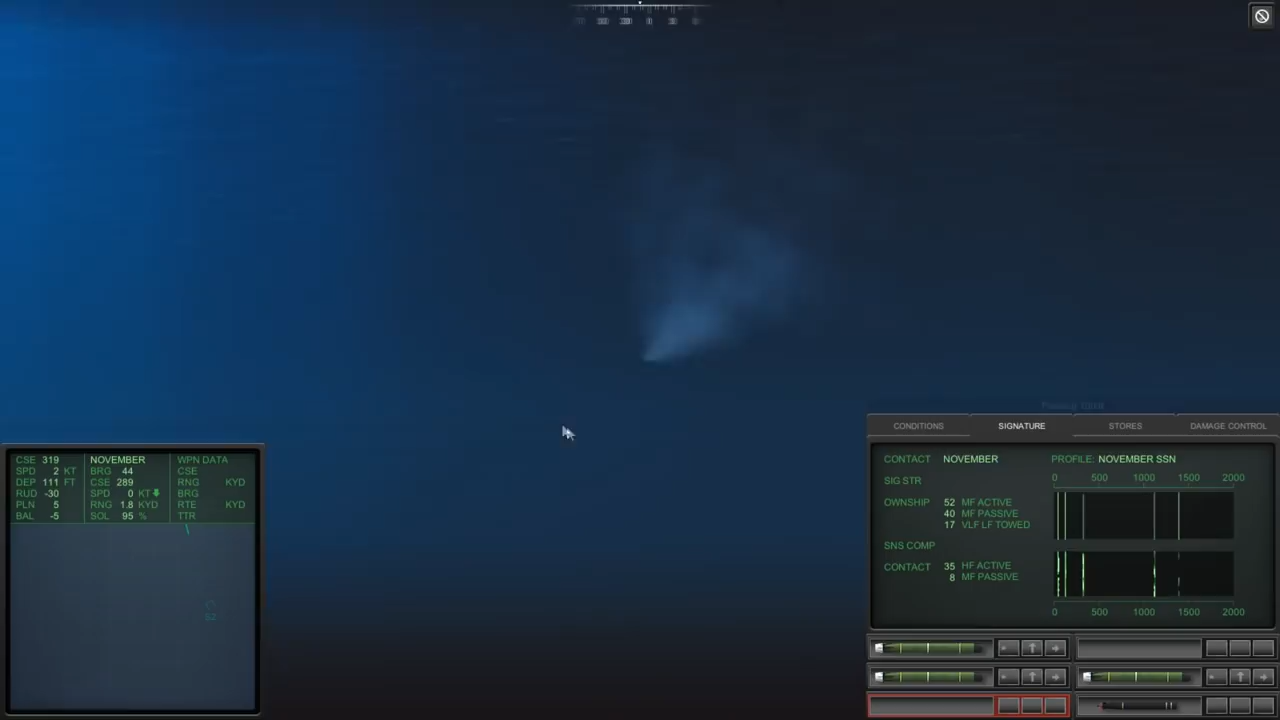 CONDITIONS SIGNATURE STORES DAMAGE CONTROL
CSE 319 NOVEMBER WPN DATA
SPD 2 KT BRG 44 CSE
DEP 111 FT CSE 289 RNG KYD
RUD -30 SPD 0 KT BRG
PLN 5 RNG 1.8 KYD RTE KYD
BAL -5 SOL 95 % TTR
52
CONTACT NOVEMBER PROFILE: NOVEMBER SSN
SIG STR 0 500 1000 1500 2000
OWNSHIP 52 MF ACTIVE
40 MF PASSIVE
17 VLF LF TOWED
SNS COMP
CONTACT 35 HF ACTIVE
8 MF PASSIVE
0 500 1000 1500 2000